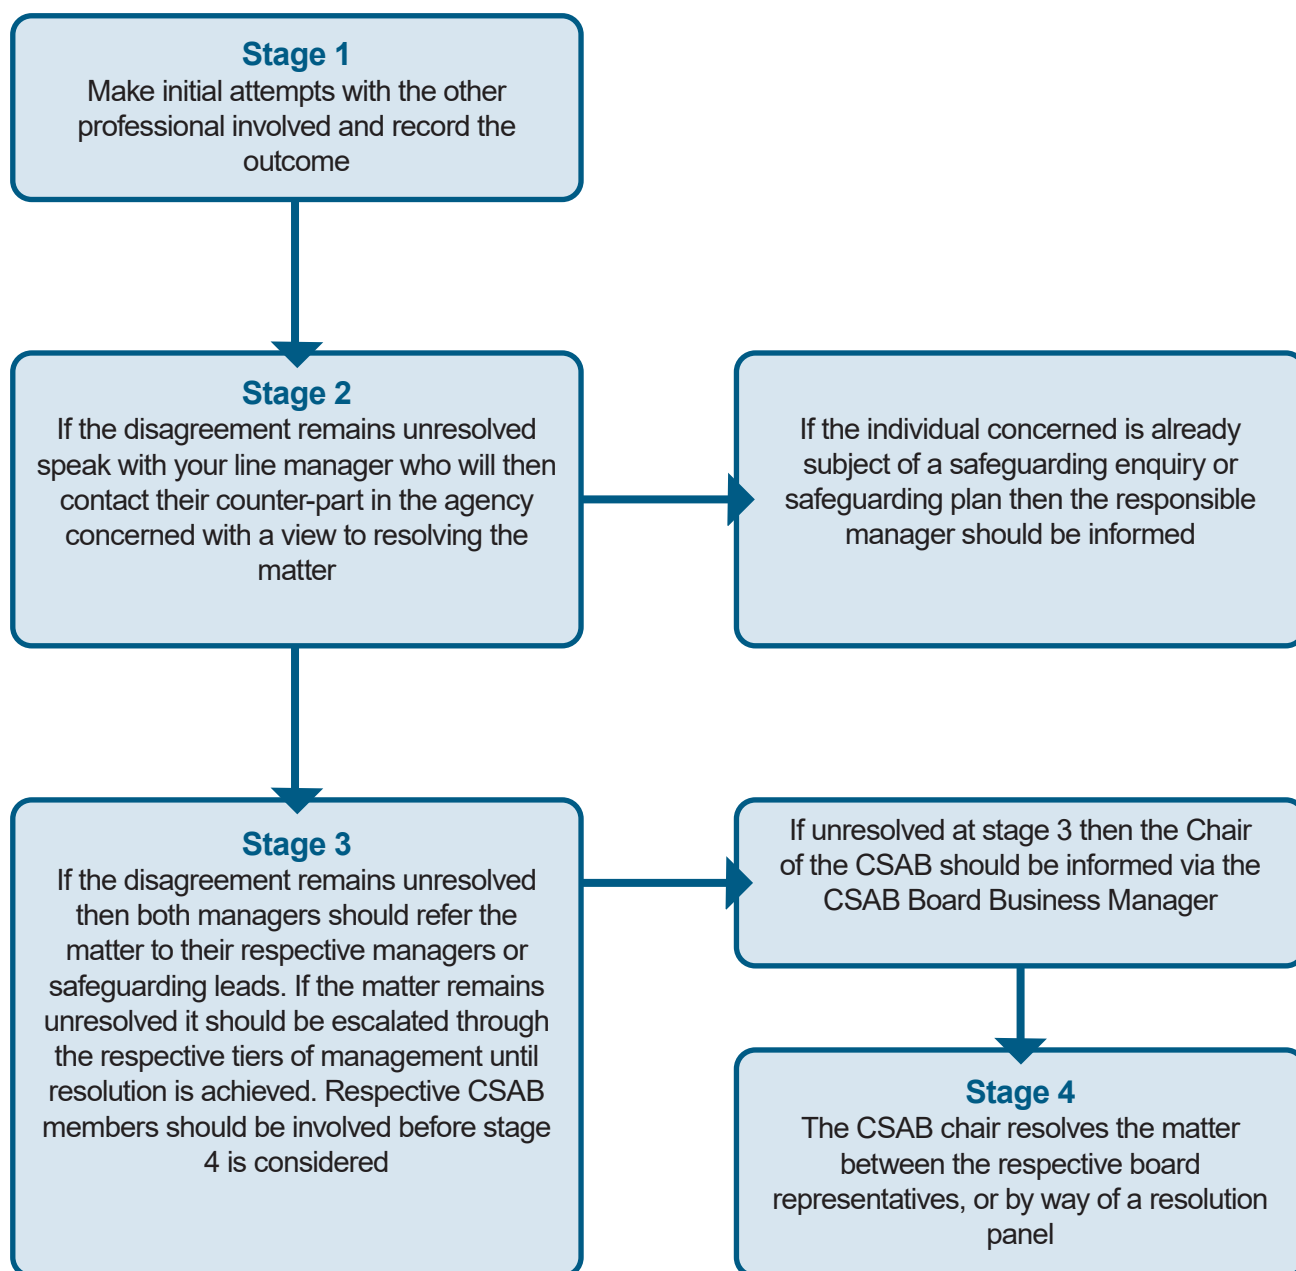 Stage 1
Make initial attempts with the other
professional involved and record the
outcome
Stage 2
If the disagreement remains unresolved
speak with your line manager who will then
contact their counter-part in the agency
concerned with a view to resolving the
matter
If the individual concerned is already
subject of a safeguarding enquiry or
safeguarding plan then the responsible
manager should be informed
Stage 3
If the disagreement remains unresolved
then both managers should refer the
matter to their respective managers or
safeguarding leads. If the matter remains
unresolved it should be escalated through
the respective tiers of management until
resolution is achieved. Respective CSAB
members should be involved before stage
4 is considered
If unresolved at stage 3 then the Chair
of the CSAB should be informed via the
CSAB Board Business Manager
Stage 4
The CSAB chair resolves the matter
between the respective board
representatives, or by way of a resolution
panel